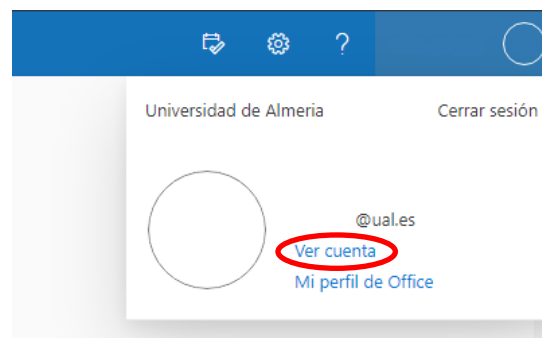 ?
Universidad de Almeria Cerrar sesión
@ual.es
Ver cuenta
Mi perfil de Office